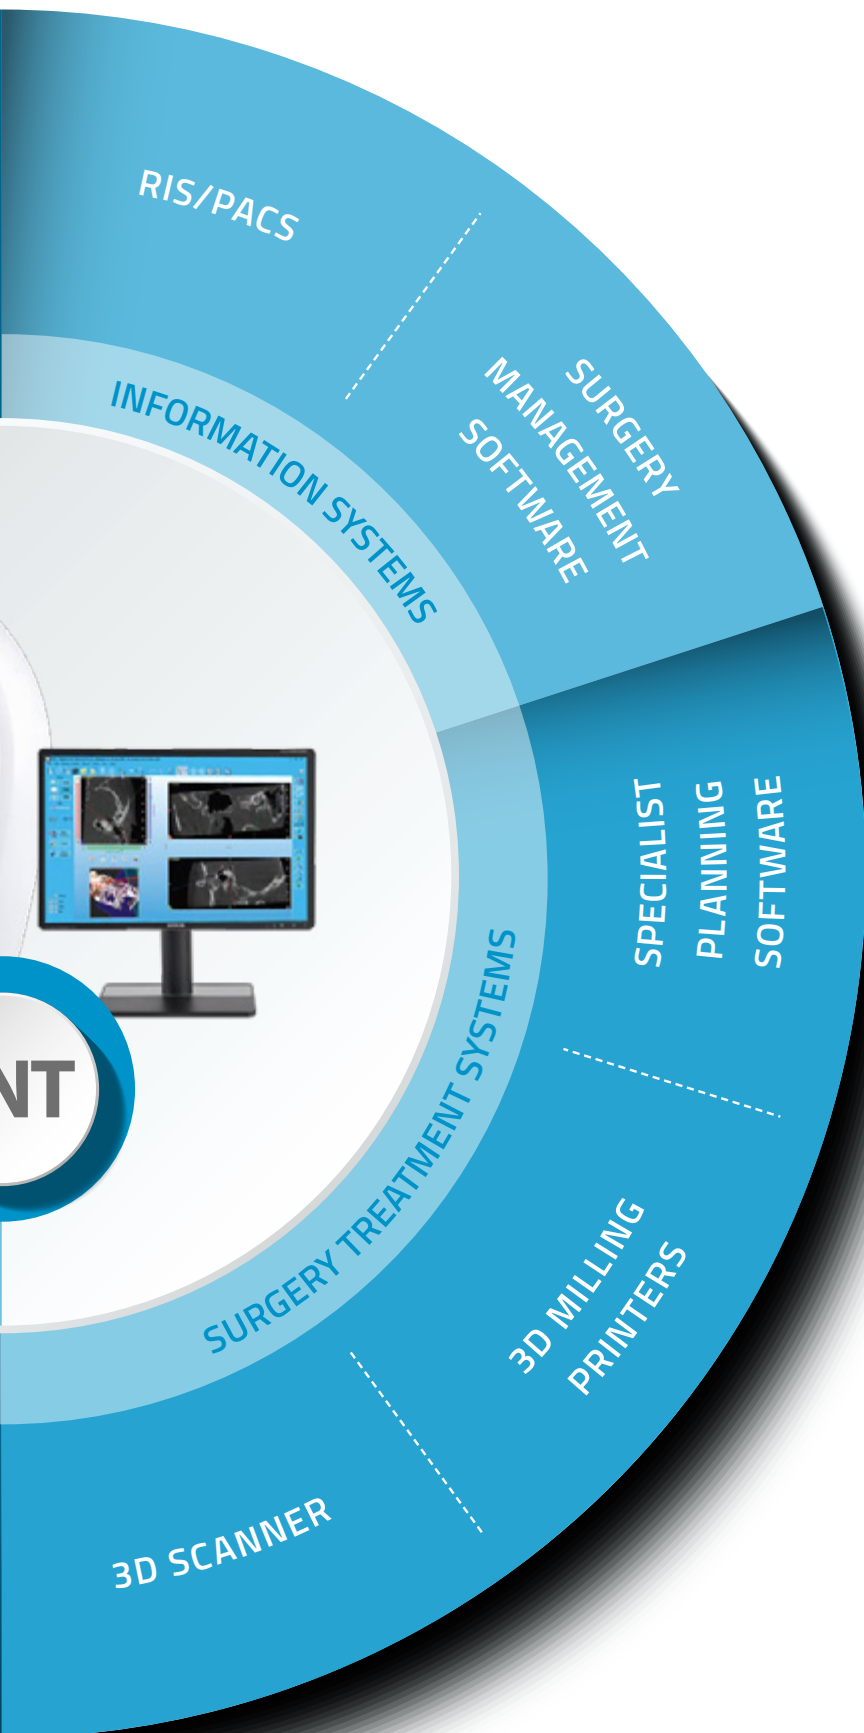 RIS/PACS
SURGERY
MANAGEMENT
SOFTWARE
INFORMATION SYSTEMS
SPECIALIST
PLANNING
SOFTWARE
SURGERY TREATMENT SYSTEMS
NT
3D MILLING
PRINTERS
3D SCANNER